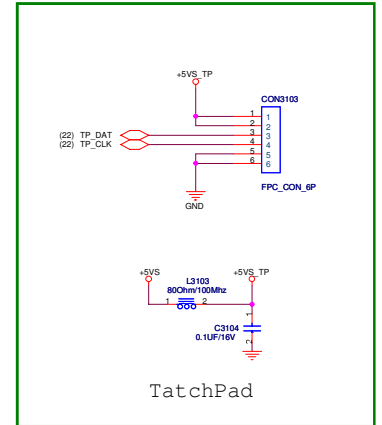 +5VS_TP
CON3103
1 1
2 2
(22) TP_DAT 3 3
(22) TP_CLK 4 4
5 5
6 6
FPC_CON_6P
GND
+5VS L3103 +5VS_TP
80Ohm/100Mhz
1 2
1
C3104
0.1UF/16V
2
TatchPad